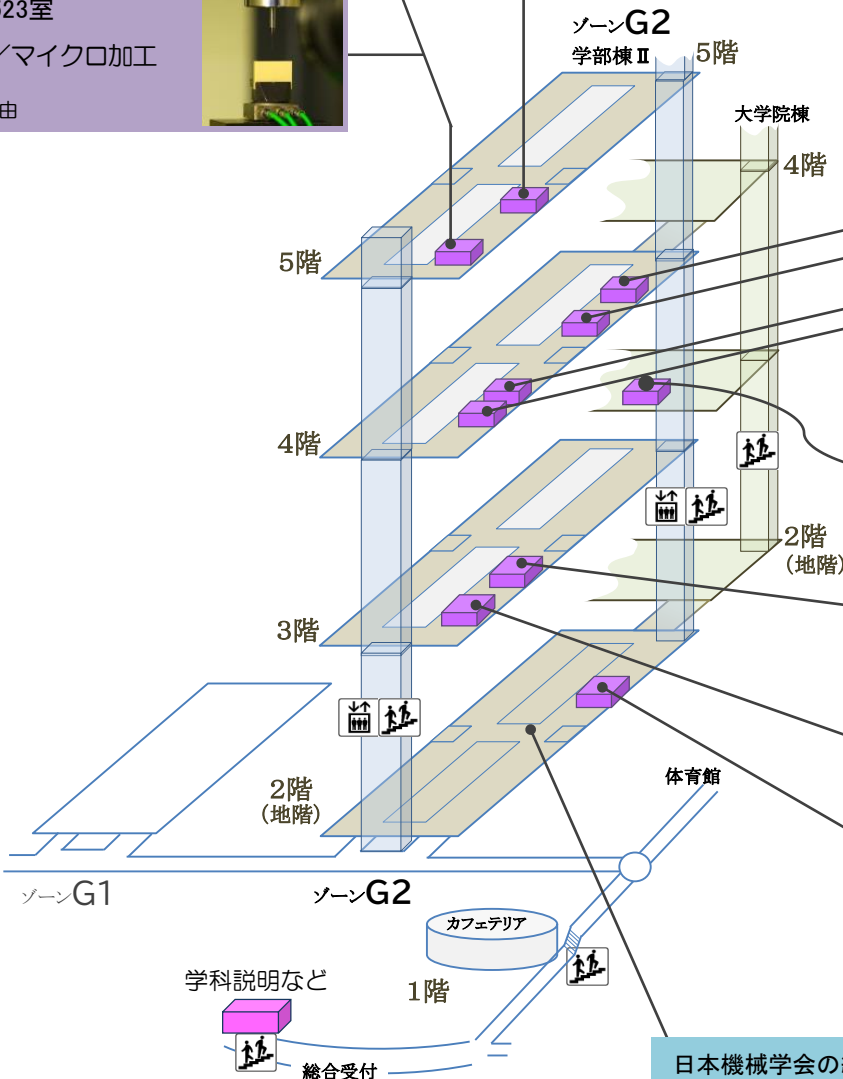 523室
／マイクロ加工
由
ゾーンG2
学部棟Ⅱ
5階
大学院棟
4階
5階
4階
2階
（地階）
3階
2階
（地階）
体育館
ゾーンG1
ゾーンG2
カフェテリア
学科説明など
1階
総合受付
日本機械学会の